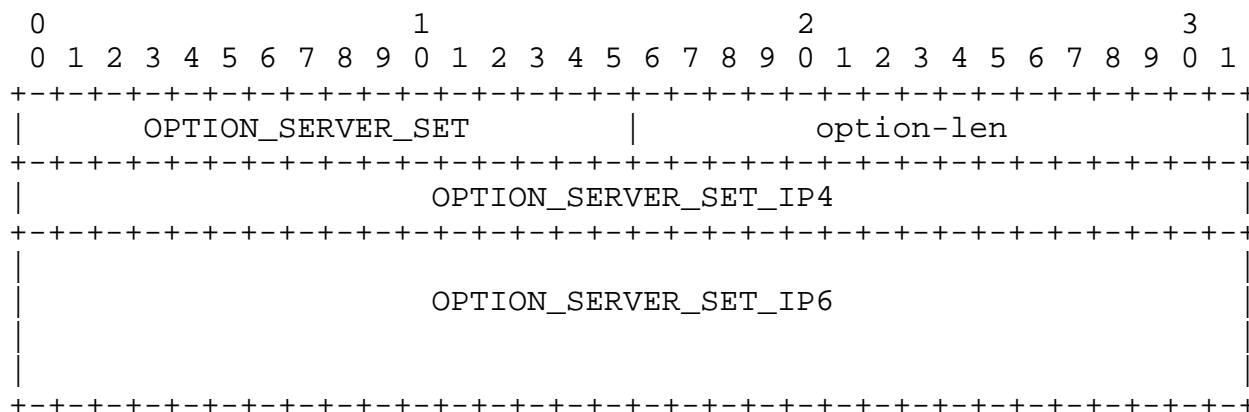 0                   1                   2                   3
 0 1 2 3 4 5 6 7 8 9 0 1 2 3 4 5 6 7 8 9 0 1 2 3 4 5 6 7 8 9 0 1
+-+-+-+-+-+-+-+-+-+-+-+-+-+-+-+-+-+-+-+-+-+-+-+-+-+-+-+-+-+-+-+-+
|      OPTION_SERVER_SET        |         option-len            |
+-+-+-+-+-+-+-+-+-+-+-+-+-+-+-+-+-+-+-+-+-+-+-+-+-+-+-+-+-+-+-+-+
|                     OPTION_SERVER_SET_IP4                     |
+-+-+-+-+-+-+-+-+-+-+-+-+-+-+-+-+-+-+-+-+-+-+-+-+-+-+-+-+-+-+-+-+
|                                                               |
|                     OPTION_SERVER_SET_IP6                     |
|                                                               |
|                                                               |
+-+-+-+-+-+-+-+-+-+-+-+-+-+-+-+-+-+-+-+-+-+-+-+-+-+-+-+-+-+-+-+-+